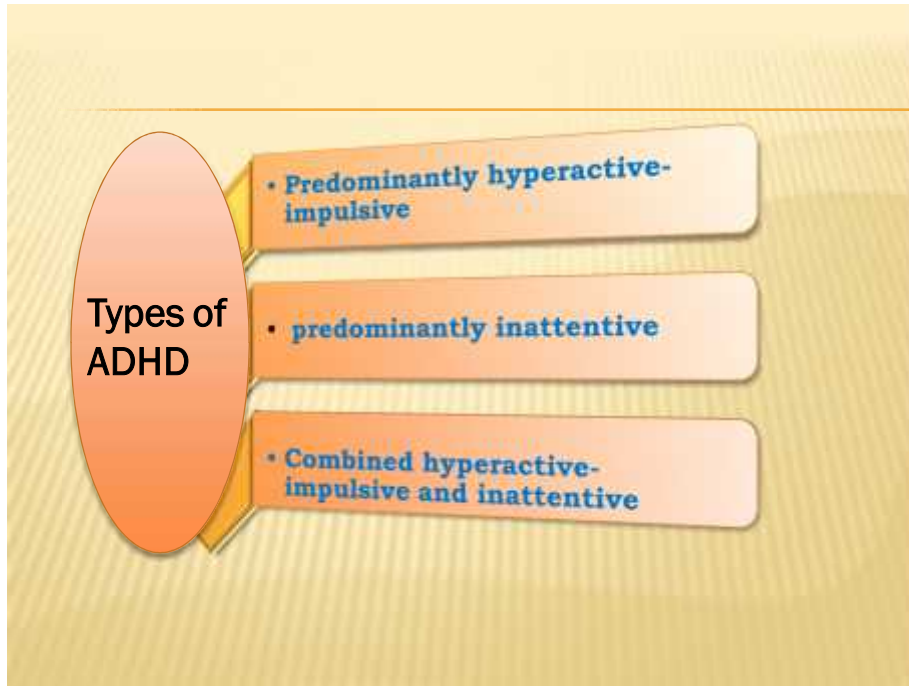 Types of
ADHD
• Predominantly hyperactive-
impulsive
• predominantly inattentive
• Combined hyperactive-
impulsive and inattentive